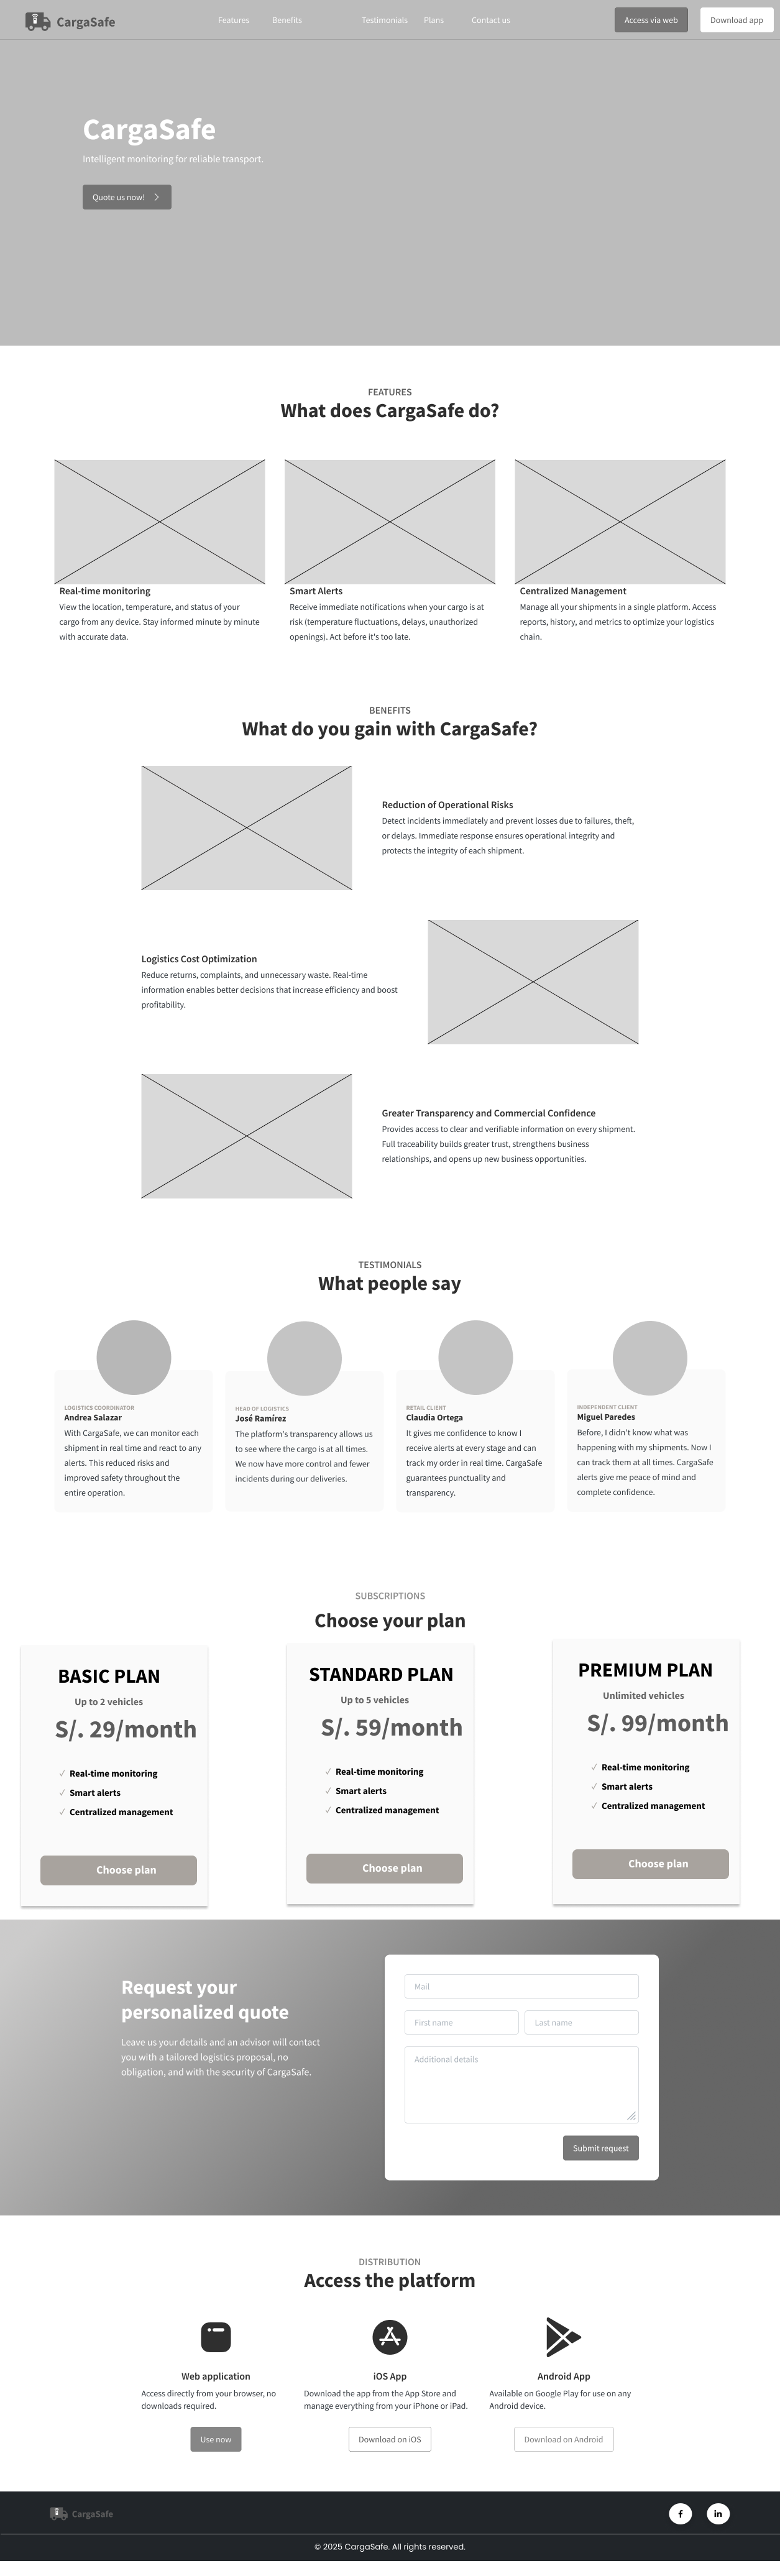 CargaSafe
Features
Benefits
Testimonials
Plans
Contact us
Access via web
Download app
CargaSafe
Intelligent monitoring for reliable transport.
Quote us now!
FEATURES
What does CargaSafe do?
Real-time monitoring
View the location, temperature, and status of your
cargo from any device. Stay informed minute by minute
with accurate data.
Smart Alerts
Receive immediate notifications when your cargo is at
risk (temperature fluctuations, delays, unauthorized
openings). Act before it's too late.
Centralized Management
Manage all your shipments in a single platform. Access
reports, history, and metrics to optimize your logistics
chain.
BENEFITS
What do you gain with CargaSafe?
Reduction of Operational Risks
Detect incidents immediately and prevent losses due to failures, theft,
or delays. Immediate response ensures operational integrity and
protects the integrity of each shipment.
Logistics Cost Optimization
Reduce returns, complaints, and unnecessary waste. Real-time
information enables better decisions that increase efficiency and boost
profitability.
Greater Transparency and Commercial Confidence
Provides access to clear and verifiable information on every shipment.
Full traceability builds greater trust, strengthens business
relationships, and opens up new business opportunities.
TESTIMONIALS
What people say
LOGISTICS COORDINATOR
Andrea Salazar
With CargaSafe, we can monitor each
shipment in real time and react to any
alerts. This reduced risks and
improved safety throughout the
entire operation.
HEAD OF LOGISTICS
José Ramírez
The platform's transparency allows us
to see where the cargo is at all times.
We now have more control and fewer
incidents during our deliveries.
RETAIL CLIENT
Claudia Ortega
It gives me confidence to know I
receive alerts at every stage and can
track my order in real time. CargaSafe
guarantees punctuality and
transparency.
INDEPENDENT CLIENT
Miguel Paredes
Before, I didn't know what was
happening with my shipments. Now I
can track them at all times. CargaSafe
alerts give me peace of mind and
complete confidence.
SUBSCRIPTIONS
Choose your plan
BASIC PLAN
Up to 2 vehicles
S/. 29/month
✓ Real-time monitoring
✓ Smart alerts
✓ Centralized management
Choose plan
STANDARD PLAN
Up to 5 vehicles
S/. 59/month
✓ Real-time monitoring
✓ Smart alerts
✓ Centralized management
Choose plan
PREMIUM PLAN
Unlimited vehicles
S/. 99/month
✓ Real-time monitoring
✓ Smart alerts
✓ Centralized management
Choose plan
Request your
personalized quote
Leave us your details and an advisor will contact
you with a tailored logistics proposal, no
obligation, and with the security of CargaSafe.
Mail
First name
Last name
Additional details
Submit request
DISTRIBUTION
Access the platform
Web application
Access directly from your browser, no
downloads required.
Use now
iOS App
Download the app from the App Store and
manage everything from your iPhone or iPad.
Download on iOS
Android App
Available on Google Play for use on any
Android device.
Download on Android
CargaSafe
f
in
© 2025 CargaSafe. All rights reserved.